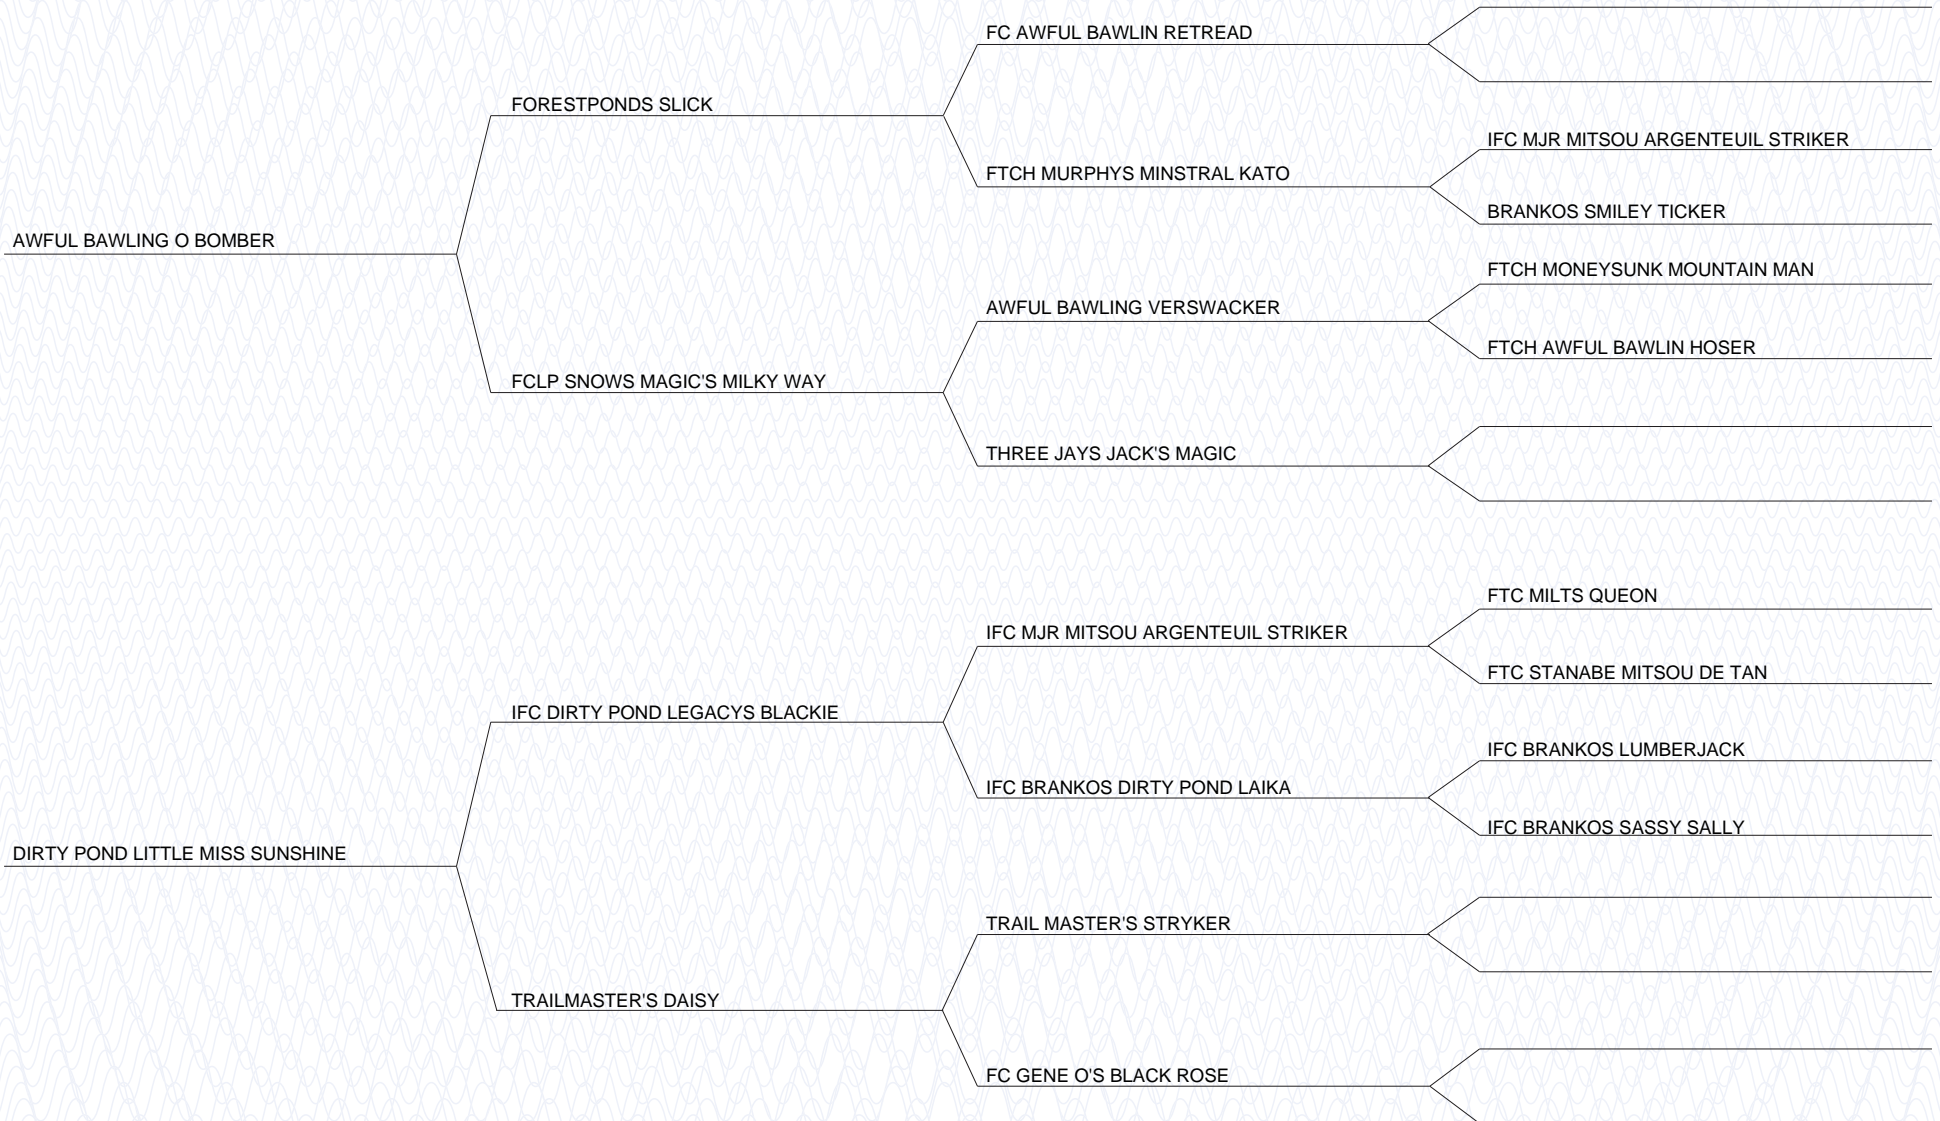 FC AWFUL BAWLIN RETREAD
FORESTPONDS SLICK
IFC MJR MITSOU ARGENTEUIL STRIKER
FTCH MURPHYS MINSTRAL KATO
BRANKOS SMILEY TICKER
AWFUL BAWLING O BOMBER
FTCH MONEYSUNK MOUNTAIN MAN
AWFUL BAWLING VERSWACKER
FTCH AWFUL BAWLIN HOSER
FCLP SNOWS MAGIC'S MILKY WAY
THREE JAYS JACK'S MAGIC
FTC MILTS QUEON
IFC MJR MITSOU ARGENTEUIL STRIKER
FTC STANABE MITSOU DE TAN
IFC DIRTY POND LEGACYS BLACKIE
IFC BRANKOS LUMBERJACK
IFC BRANKOS DIRTY POND LAIKA
IFC BRANKOS SASSY SALLY
DIRTY POND LITTLE MISS SUNSHINE
TRAIL MASTER'S STRYKER
TRAILMASTER'S DAISY
FC GENE O'S BLACK ROSE